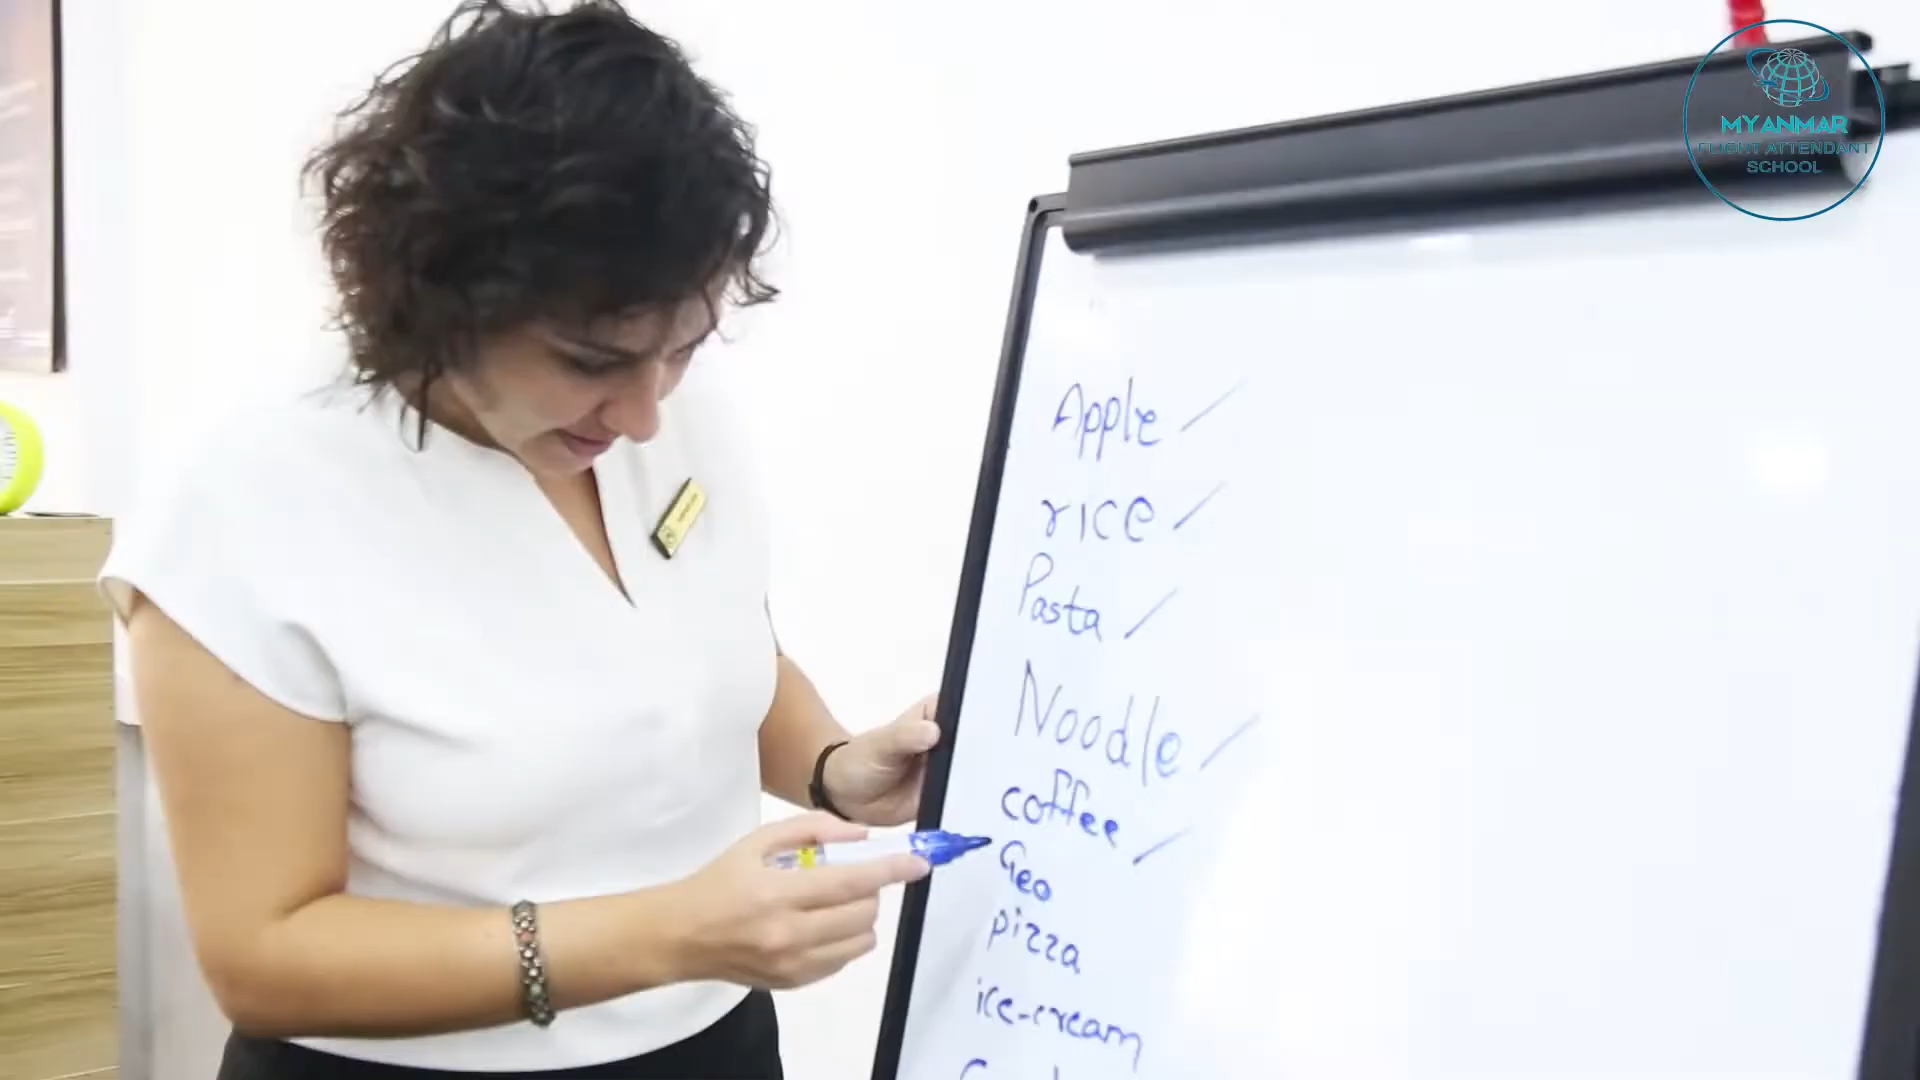 MYANMAR
FLIGHT ATTENDANT
SCHOOL
Apple
rice
Pasta
Noodle
coffee
Geo
pizza
ice-cream